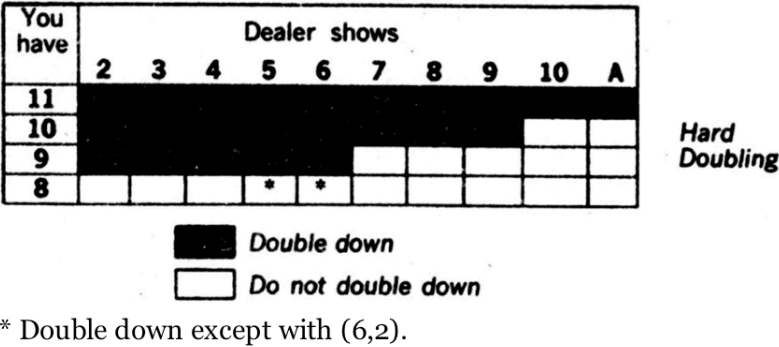 You have
Dealer shows
2 3 4 5 6 7 8 9 10 A
11
10
9
8 * *
Hard Doubling
Double down
Do not double down
* Double down except with (6,2).